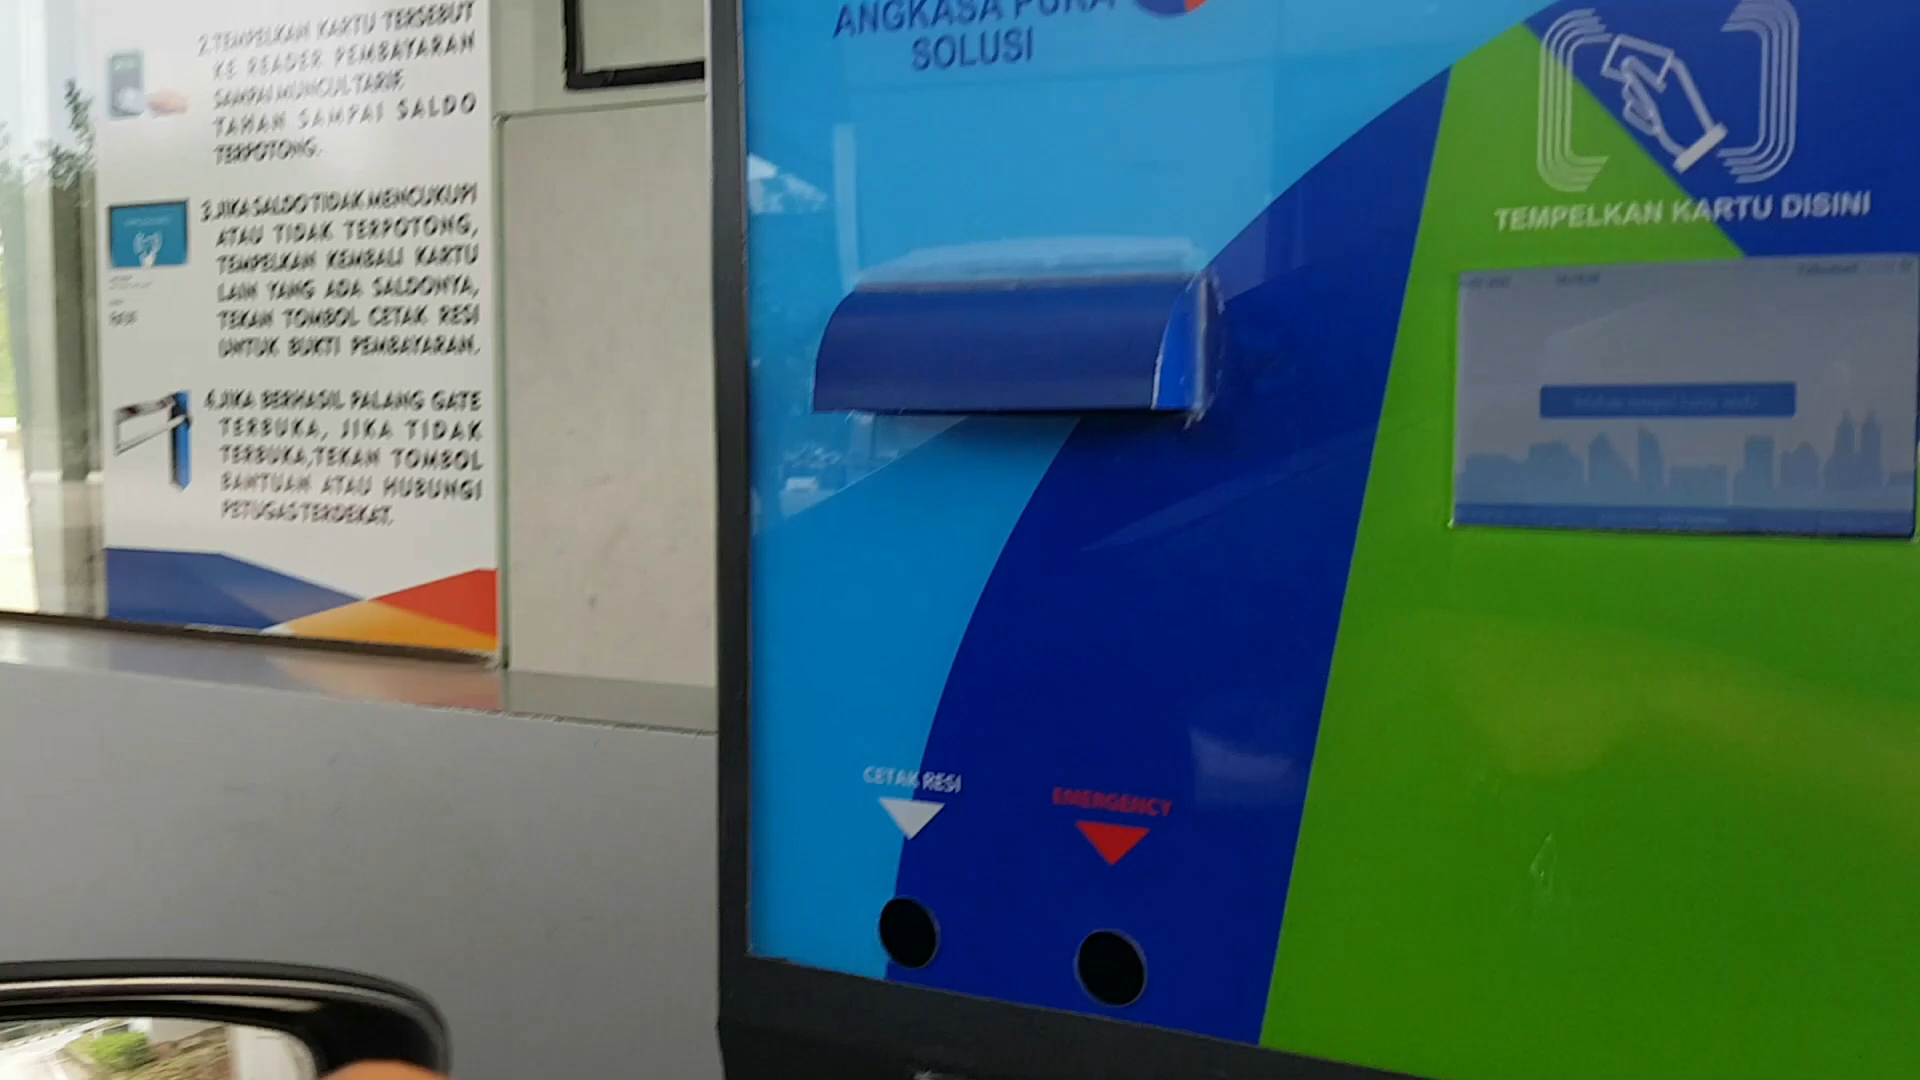 2.TEMPELKAN KARTU TERSEBUT
KE READER PEMBAYARAN
SAMPAI MUNCUL TARIF.
TAHAN SAMPAI SALDO
TERPOTONG.
3.JIKA SALDO TIDAK MENCUKUPI
ATAU TIDAK TERPOTONG,
TEMPELKAN KEMBALI KARTU
LAIN YANG ADA SALDONYA,
TEKAN TOMBOL CETAK RESI
UNTUK BUKTI PEMBAYARAN.
4.JIKA BERHASIL PALANG GATE
TERBUKA, JIKA TIDAK
TERBUKA,TEKAN TOMBOL
BANTUAN ATAU HUBUNGI
PETUGAS TERDEKAT.
ANGKASA PURA
SOLUSI
TEMPELKAN KARTU DISINI
CETAK RESI
EMERGENCY